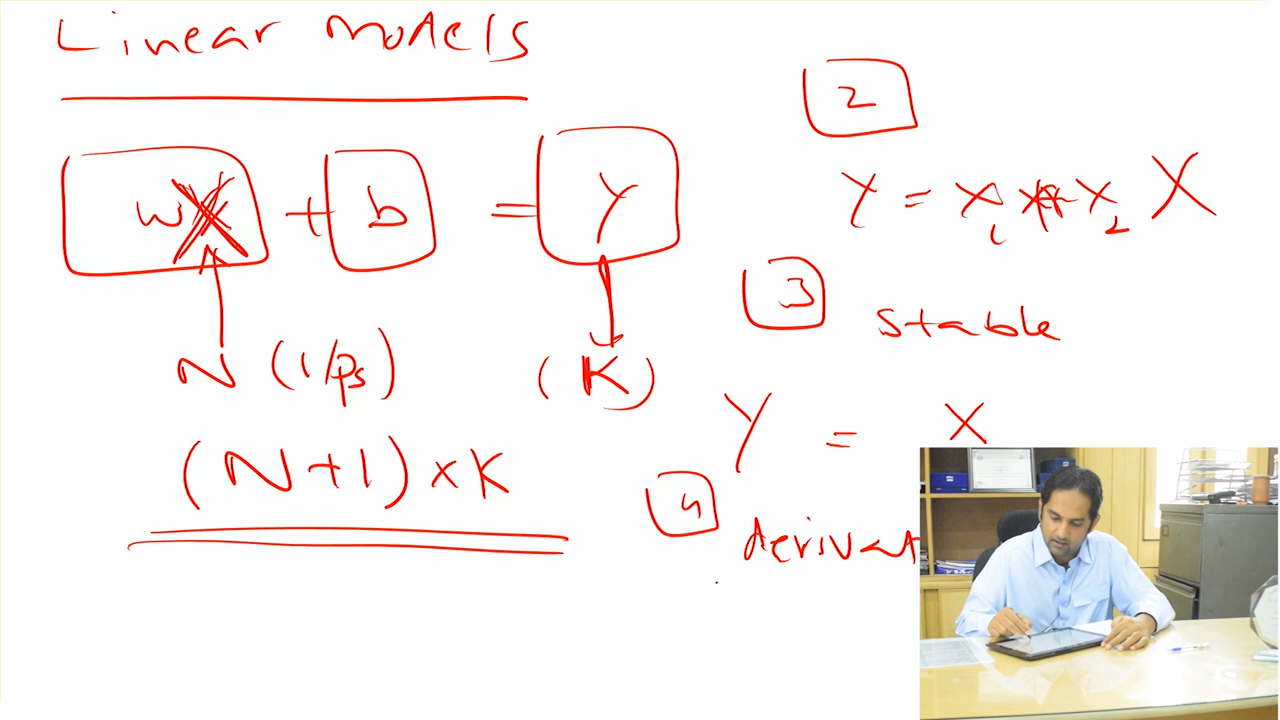 Linear Models
wX + b = Y
N (i/ps)
(K)
(N+1) × K
2
Y = X1 X2 X
3
stable
Y = X
4
derivat